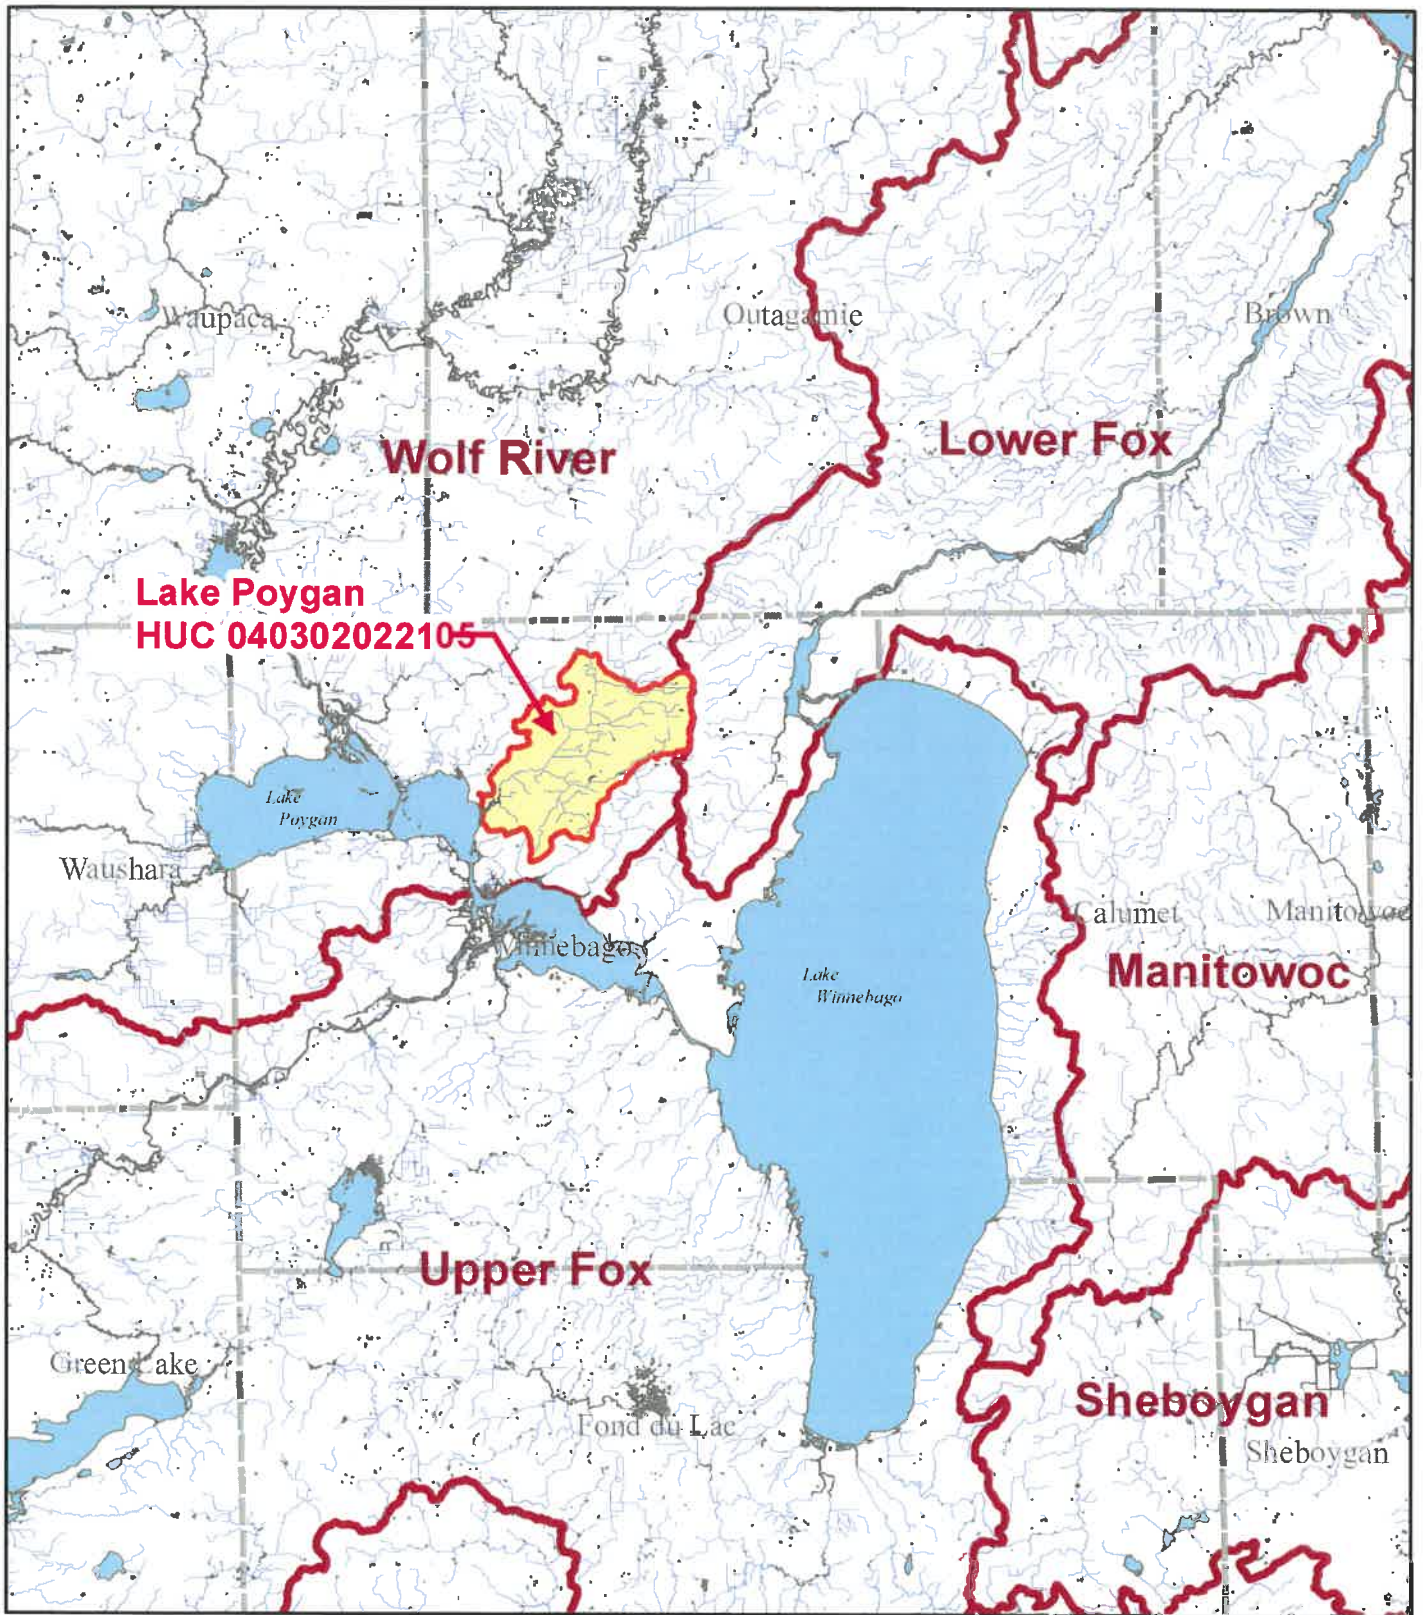 Waupaca
Outagamie
Brown
Wolf River
Lower Fox
Lake Poygan
HUC 040302022105
Lake
Poygan
Waushara
Winnebago
Calumet
Manitowoc
Lake
Winnebago
Manitowoc
Upper Fox
Green Lake
Fond du Lac
Sheboygan
Sheboygan